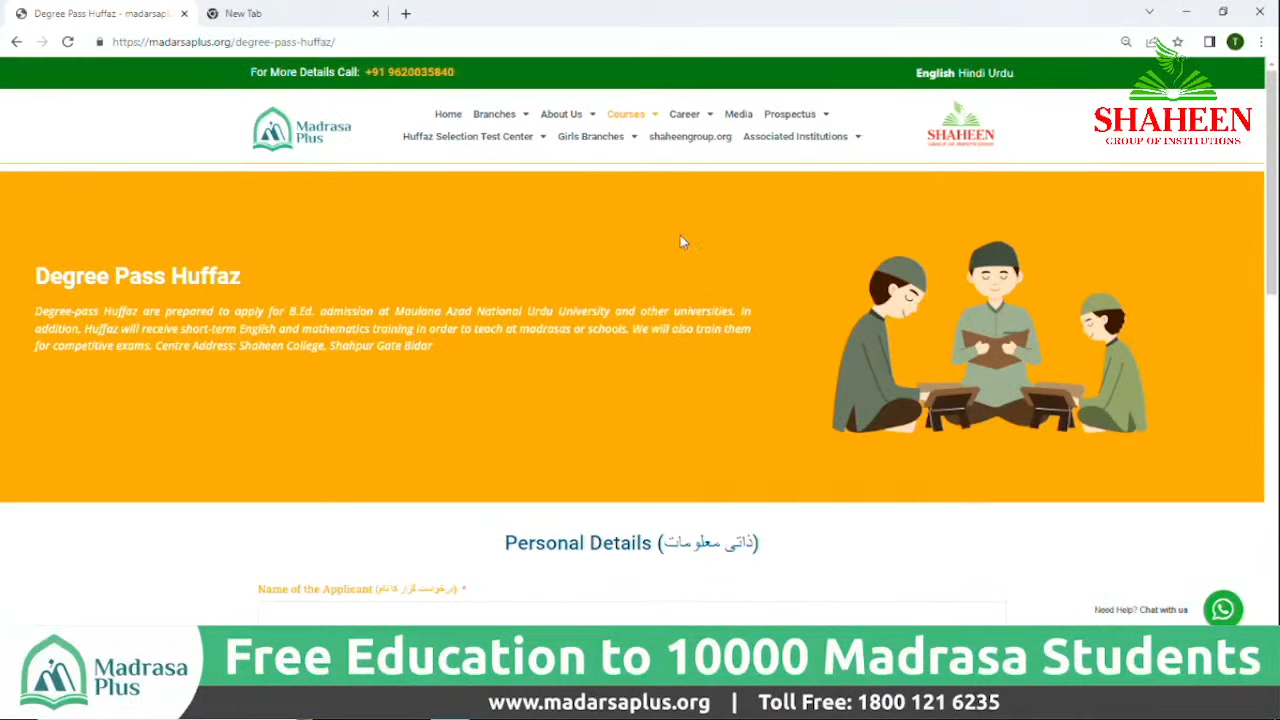 Degree Pass Huffaz - madarsapl
New Tab
https://madarsaplus.org/degree-pass-huffaz/
For More Details Call: +91 9620035840
English Hindi Urdu
Madrasa
Plus
Home Branches About Us Courses Career Media Prospectus
Huffaz Selection Test Center Girls Branches shaheengroup.org Associated Institutions
SHAHEEN
SHAHEEN
GROUP OF INSTITUTIONS
Degree Pass Huffaz
Degree-pass Huffaz are prepared to apply for B.Ed. admission at Maulana Azad National Urdu University and other universities. In
addition, Huffaz will receive short-term English and mathematics training in order to teach at madrasas or schools. We will also train them
for competitive exams. Centre Address: Shaheen College, Shahpur Gate Bidar
Personal Details (ذاتی معلومات)
Name of the Applicant (درخواست گزار کا نام) *
Need Help? Chat with us
Madrasa
Plus
Free Education to 10000 Madrasa Students
www.madarsaplus.org | Toll Free: 1800 121 6235